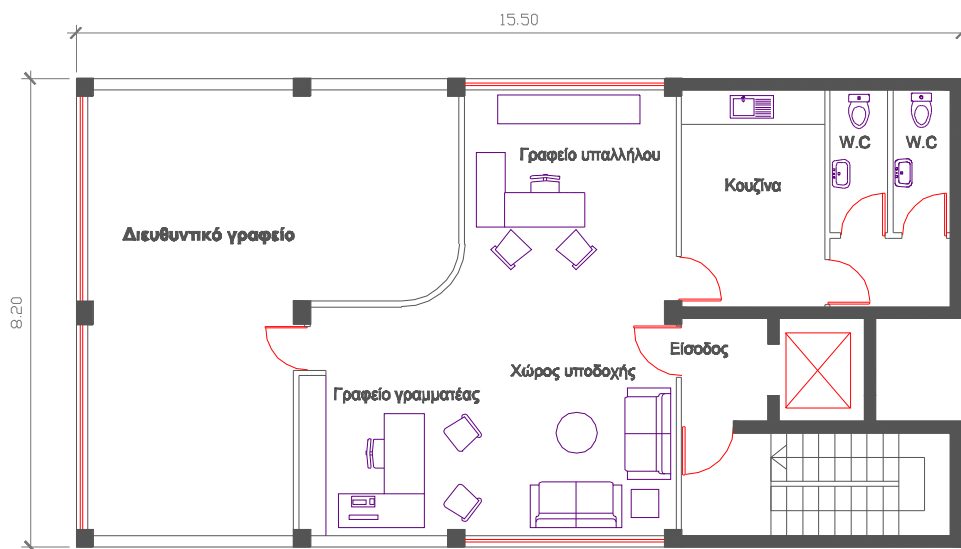 15.50
8.20
Γραφείο υπαλλήλου
W.C
W.C
Κουζίνα
Διευθυντικό γραφείο
Είσοδος
Χώρος υποδοχής
Γραφείο γραμματέας